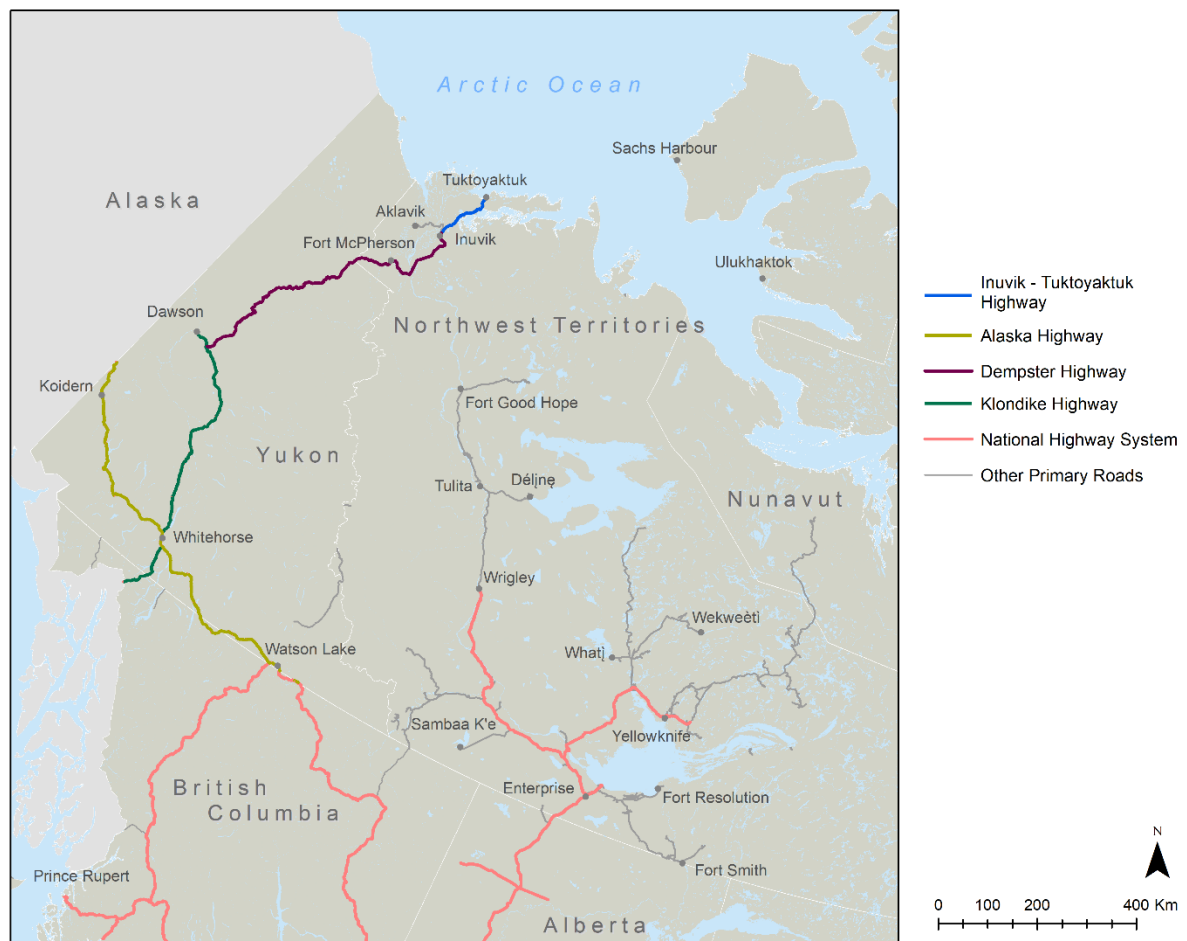 Arctic Ocean
Sachs Harbour
Alaska
Tuktoyaktuk
Aklavik
Inuvik
Fort McPherson
Ulukhaktok
Dawson
Northwest Territories
Koidern
Fort Good Hope
Yukon
Tulita
Délı̨nę
Nunavut
Whitehorse
Wrigley
Wekweètì
Whatì
Watson Lake
Sambaa K'e
Yellowknife
British
Columbia
Enterprise
Fort Resolution
Fort Smith
Prince Rupert
Alberta
Inuvik - Tuktoyaktuk
Highway
Alaska Highway
Dempster Highway
Klondike Highway
National Highway System
Other Primary Roads
N
0 100 200 400 Km